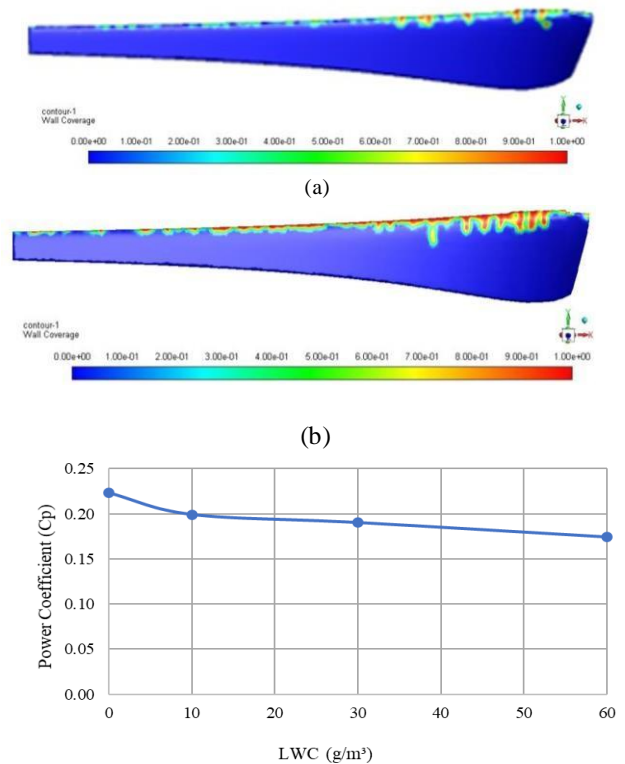 contour-1
Wall Coverage
0.00e+00 1.00e-01 2.00e-01 3.00e-01 4.00e-01 5.00e-01 6.00e-01 7.00e-01 8.00e-01 9.00e-01 1.00e+00
(a)
contour-1
Wall Coverage
0.00e+00 1.00e-01 2.00e-01 3.00e-01 4.00e-01 5.00e-01 6.00e-01 7.00e-01 8.00e-01 9.00e-01 1.00e+00
(b)
0.25
0.20
0.15
0.10
0.05
0.00
Power Coefficient (Cp)
0 10 20 30 40 50 60
LWC (g/m³)